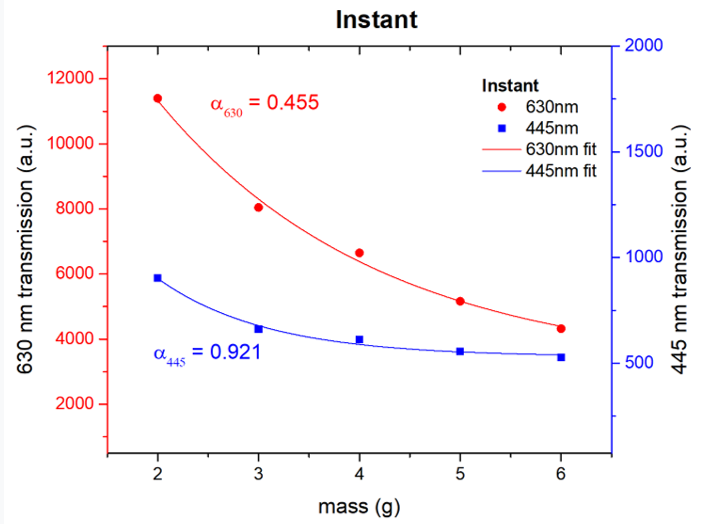 Instant
12000
10000
8000
6000
4000
2000
630 nm transmission (a.u.)
α630 = 0.455
α445 = 0.921
Instant
630nm
445nm
630nm fit
445nm fit
2000
1500
1000
500
445 nm transmission (a.u.)
2 3 4 5 6
mass (g)